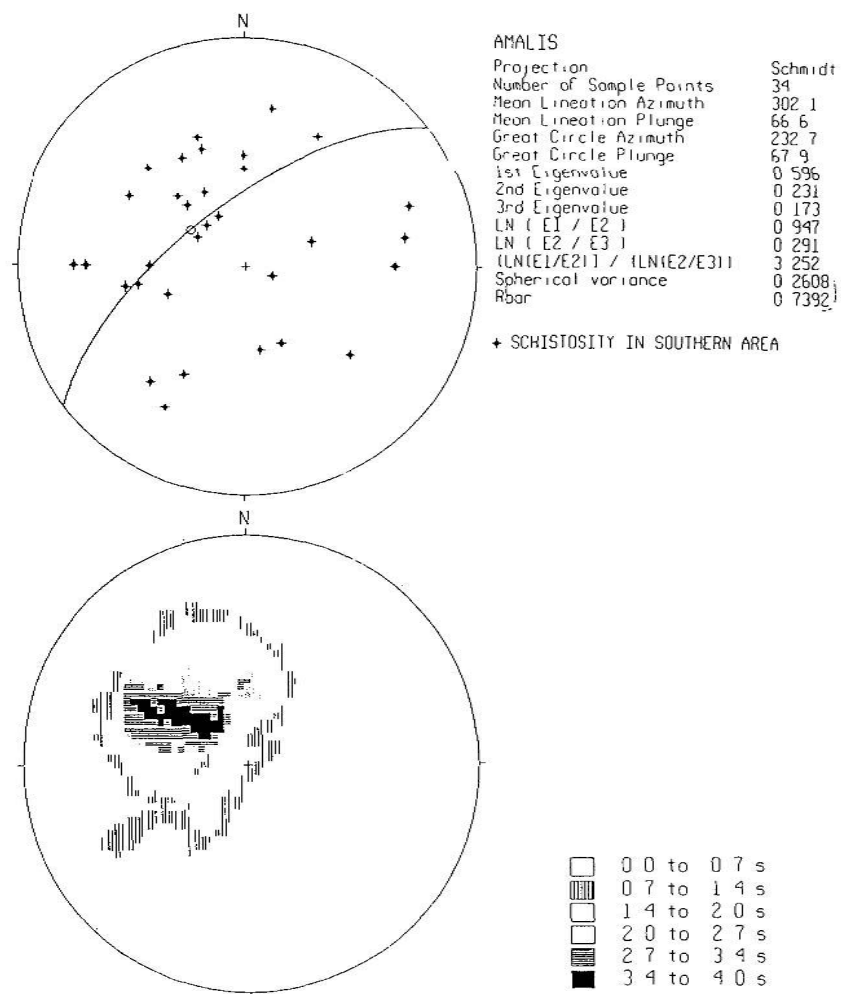 N
AMALIS
Projection Schmidt
Number of Sample Points 34
Mean Lineation Azimuth 302 1
Mean Lineation Plunge 66 6
Great Circle Azimuth 232 7
Great Circle Plunge 67 9
1st Eigenvalue 0 596
2nd Eigenvalue 0 231
3rd Eigenvalue 0 173
LN ( E1 / E2 ) 0 947
LN ( E2 / E3 ) 0 291
(LN(E1/E2)) / (LN(E2/E3)) 3 252
Spherical variance 0 2608
Rbar 0 7392
+ SCHISTOSITY IN SOUTHERN AREA
N
0 0 to 0 7 s
0 7 to 1 4 s
1 4 to 2 0 s
2 0 to 2 7 s
2 7 to 3 4 s
3 4 to 4 0 s